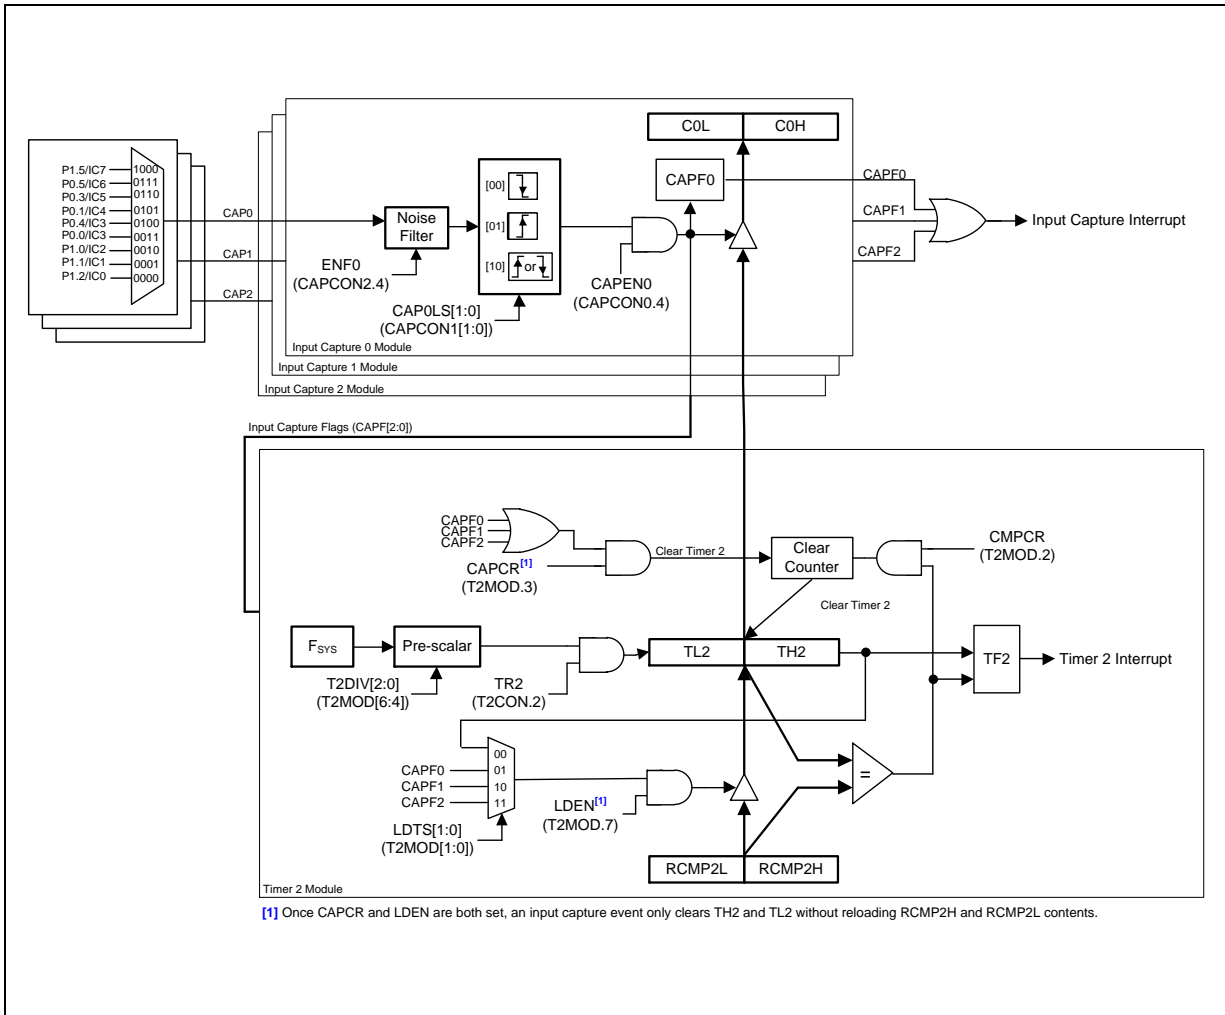 C0L C0H
P1.5/IC7 1000
P0.5/IC6 0111
P0.3/IC5 0110
P0.1/IC4 0101
P0.4/IC3 0100
P0.0/IC3 0011
P1.0/IC2 0010
P1.1/IC1 0001
P1.2/IC0 0000
CAP0
CAP1
CAP2
Noise
Filter
ENF0
(CAPCON2.4)
[00]
[01]
[10] or
CAP0LS[1:0]
(CAPCON1[1:0])
CAPEN0
(CAPCON0.4)
CAPF0
CAPF0
CAPF1
CAPF2
Input Capture Interrupt
Input Capture 0 Module
Input Capture 1 Module
Input Capture 2 Module
Input Capture Flags (CAPF[2:0])
CAPF0
CAPF1
CAPF2
CAPCR[1]
(T2MOD.3)
Clear Timer 2
Clear
Counter
CMPCR
(T2MOD.2)
Clear Timer 2
FSYS
Pre-scalar
T2DIV[2:0]
(T2MOD[6:4])
TR2
(T2CON.2)
TL2 TH2
TF2
Timer 2 Interrupt
00
CAPF0 01
CAPF1 10
CAPF2 11
LDTS[1:0]
(T2MOD[1:0])
LDEN[1]
(T2MOD.7)
=
RCMP2L RCMP2H
Timer 2 Module
[1] Once CAPCR and LDEN are both set, an input capture event only clears TH2 and TL2 without reloading RCMP2H and RCMP2L contents.